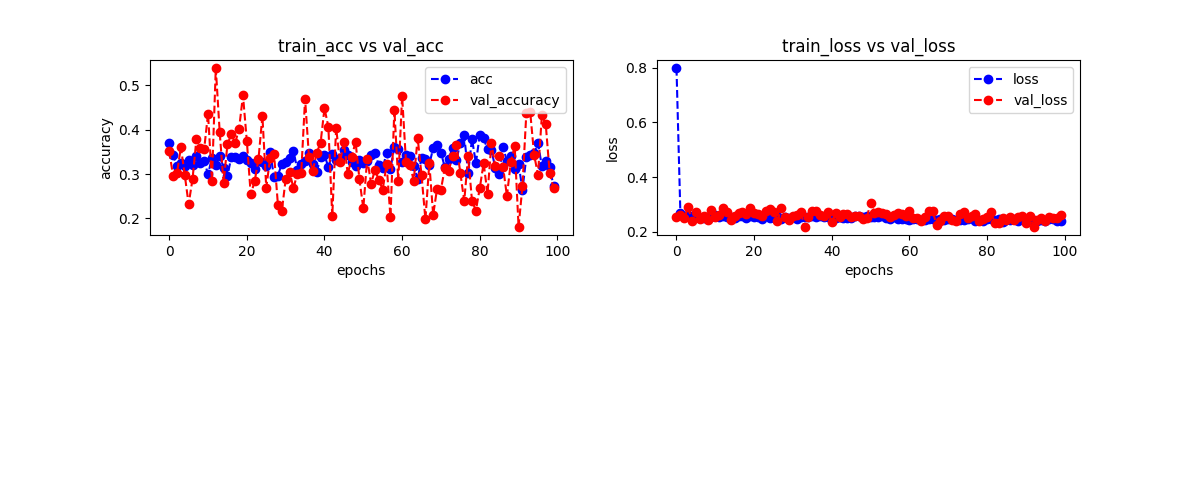 train_acc vs val_acc
acc
val_accuracy
0.5
0.4
0.3
0.2
accuracy
0 20 40 60 80 100
epochs
train_loss vs val_loss
loss
val_loss
0.8
0.6
0.4
0.2
loss
0 20 40 60 80 100
epochs